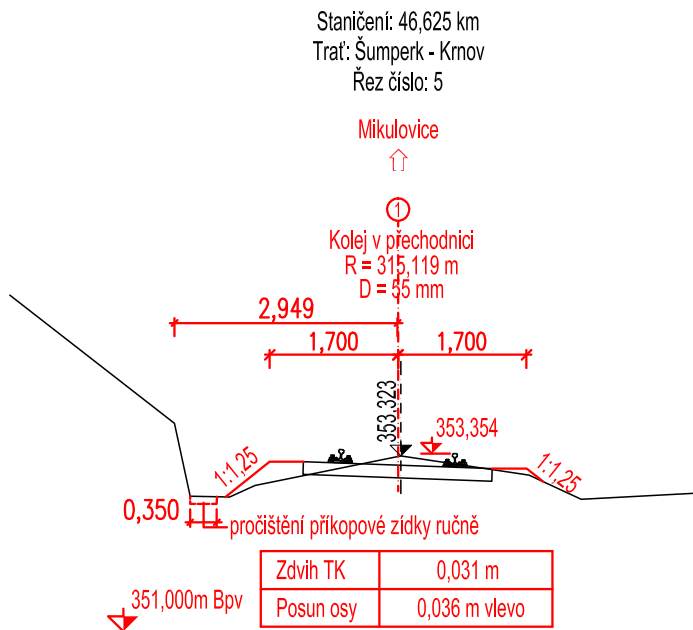 Staničení: 46,625 km
Trať: Šumperk - Krnov
Řez číslo: 5
Mikulovice
1
Kolej v přechodnici
R = 315,119 m
D = 55 mm
2,949
1,700 1,700
353,323
353,354
1:1,25 1:1,25
0,350
pročištění příkopové zídky ručně
Zdvih TK 0,031 m
Posun osy 0,036 m vlevo
351,000m Bpv